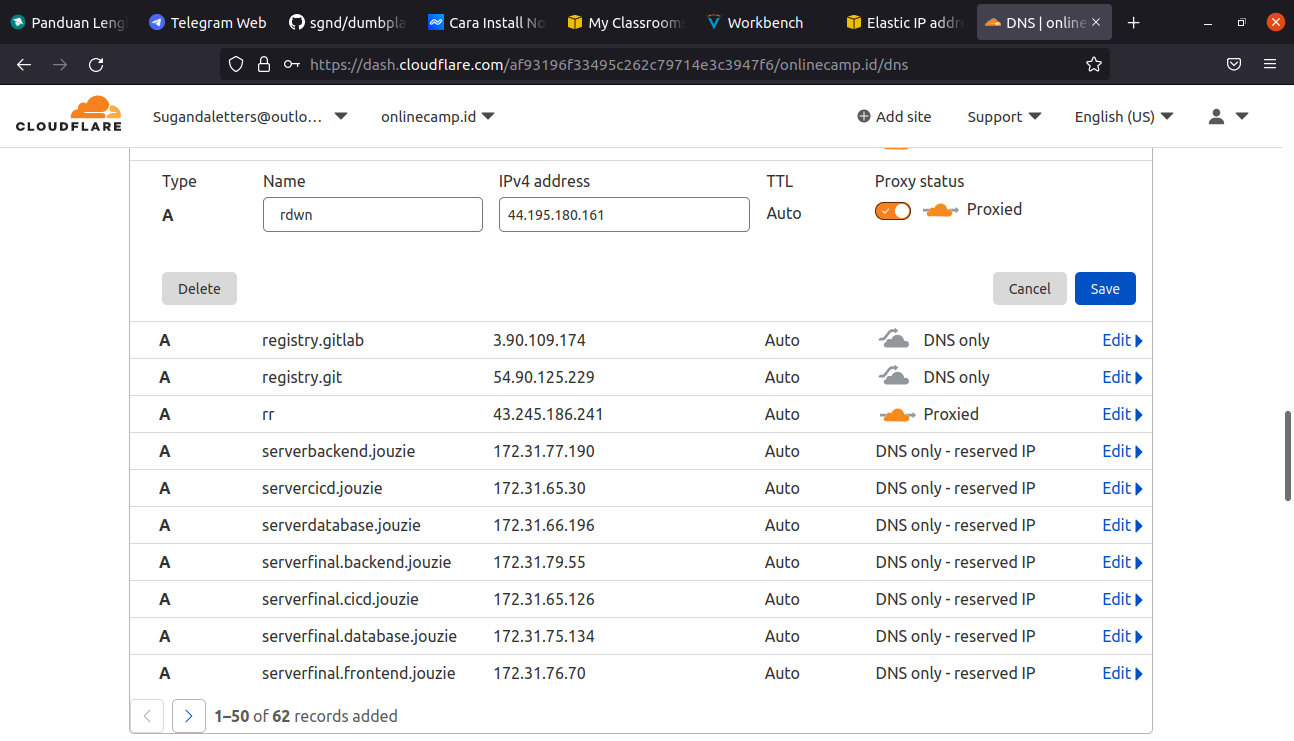 Panduan Leng
Telegram Web
sgnd/dumbpla
Cara Install No
My Classroom
Workbench
Elastic IP addre
DNS | online
https://dash.cloudflare.com/af93196f33495c262c79714e3c3947f6/onlinecamp.id/dns
CLOUDFLARE
Sugandaletters@outlo...
onlinecamp.id
Add site
Support
English (US)
Type Name IPv4 address TTL Proxy status
A rdwn 44.195.180.161 Auto Proxied
Delete Cancel Save
A registry.gitlab 3.90.109.174 Auto DNS only Edit
A registry.git 54.90.125.229 Auto DNS only Edit
A rr 43.245.186.241 Auto Proxied Edit
A serverbackend.jouzie 172.31.77.190 Auto DNS only - reserved IP Edit
A servercicd.jouzie 172.31.65.30 Auto DNS only - reserved IP Edit
A serverdatabase.jouzie 172.31.66.196 Auto DNS only - reserved IP Edit
A serverfinal.backend.jouzie 172.31.79.55 Auto DNS only - reserved IP Edit
A serverfinal.cicd.jouzie 172.31.65.126 Auto DNS only - reserved IP Edit
A serverfinal.database.jouzie 172.31.75.134 Auto DNS only - reserved IP Edit
A serverfinal.frontend.jouzie 172.31.76.70 Auto DNS only - reserved IP Edit
1–50 of 62 records added